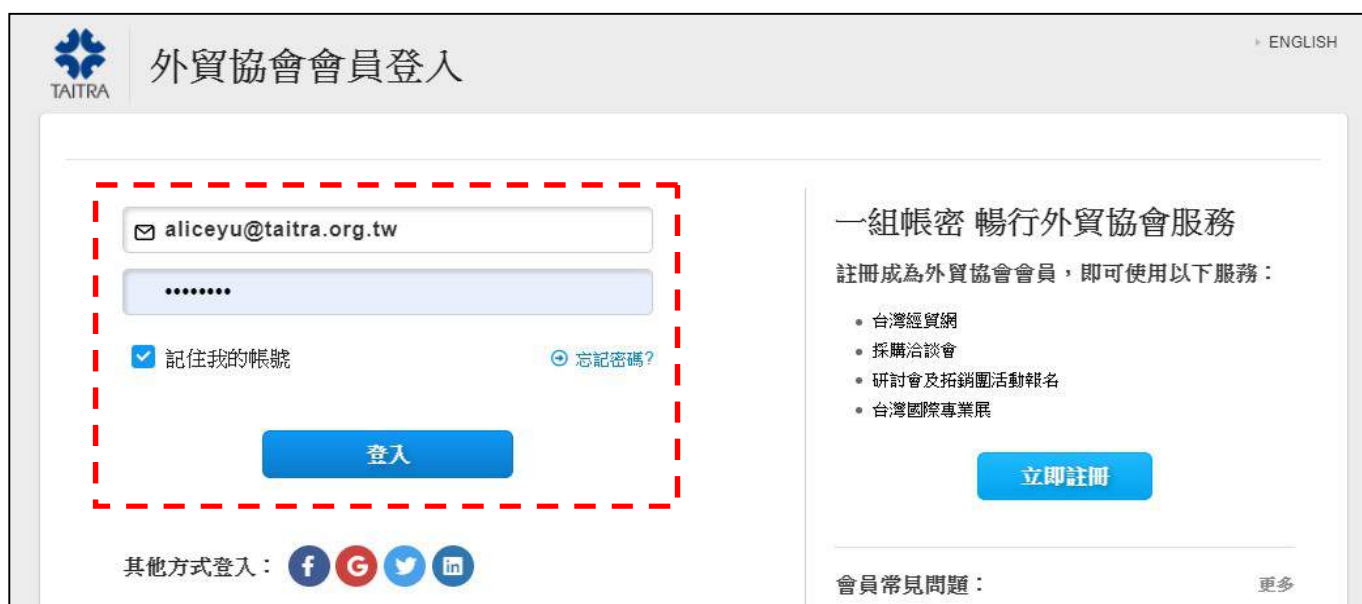 TAITRA
外貿協會會員登入
ENGLISH
aliceyu@taitra.org.tw
••••••••
記住我的帳號
忘記密碼?
登入
其他方式登入：
一組帳密 暢行外貿協會服務
註冊成為外貿協會會員，即可使用以下服務：
• 台灣經貿網
• 採購洽談會
• 研討會及拓銷團活動報名
• 台灣國際專業展
立即註冊
會員常見問題：
更多